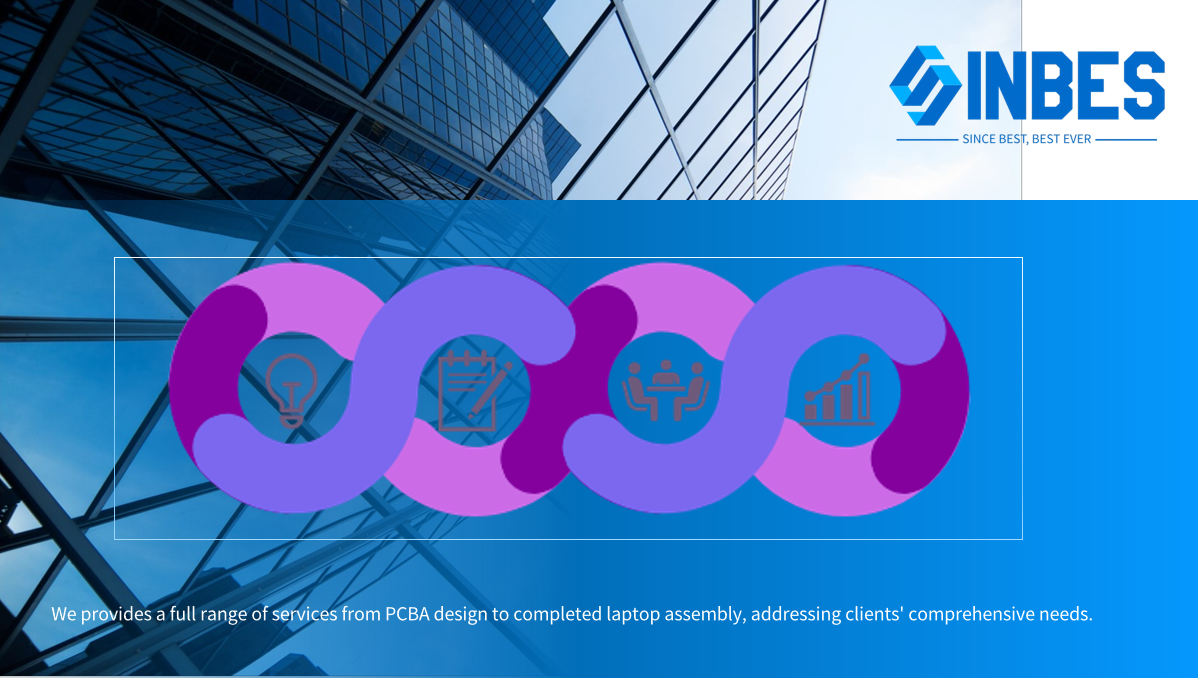 SINBES
SINCE BEST, BEST EVER
We provides a full range of services from PCBA design to completed laptop assembly, addressing clients' comprehensive needs.